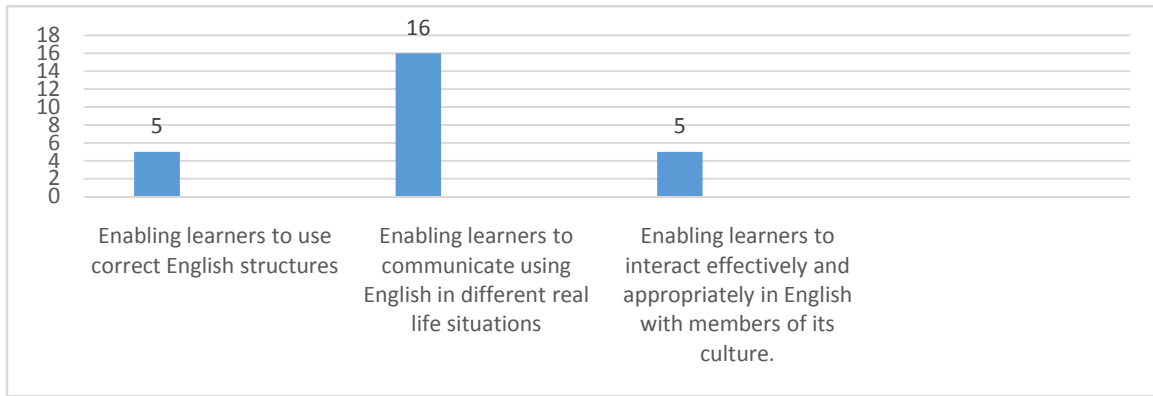 16
18
16
14
12
10
8
6
4
2
0
5
5
Enabling learners to use
correct English structures
Enabling learners to
communicate using
English in different real
life situations
Enabling learners to
interact effectively and
appropriately in English
with members of its
culture.